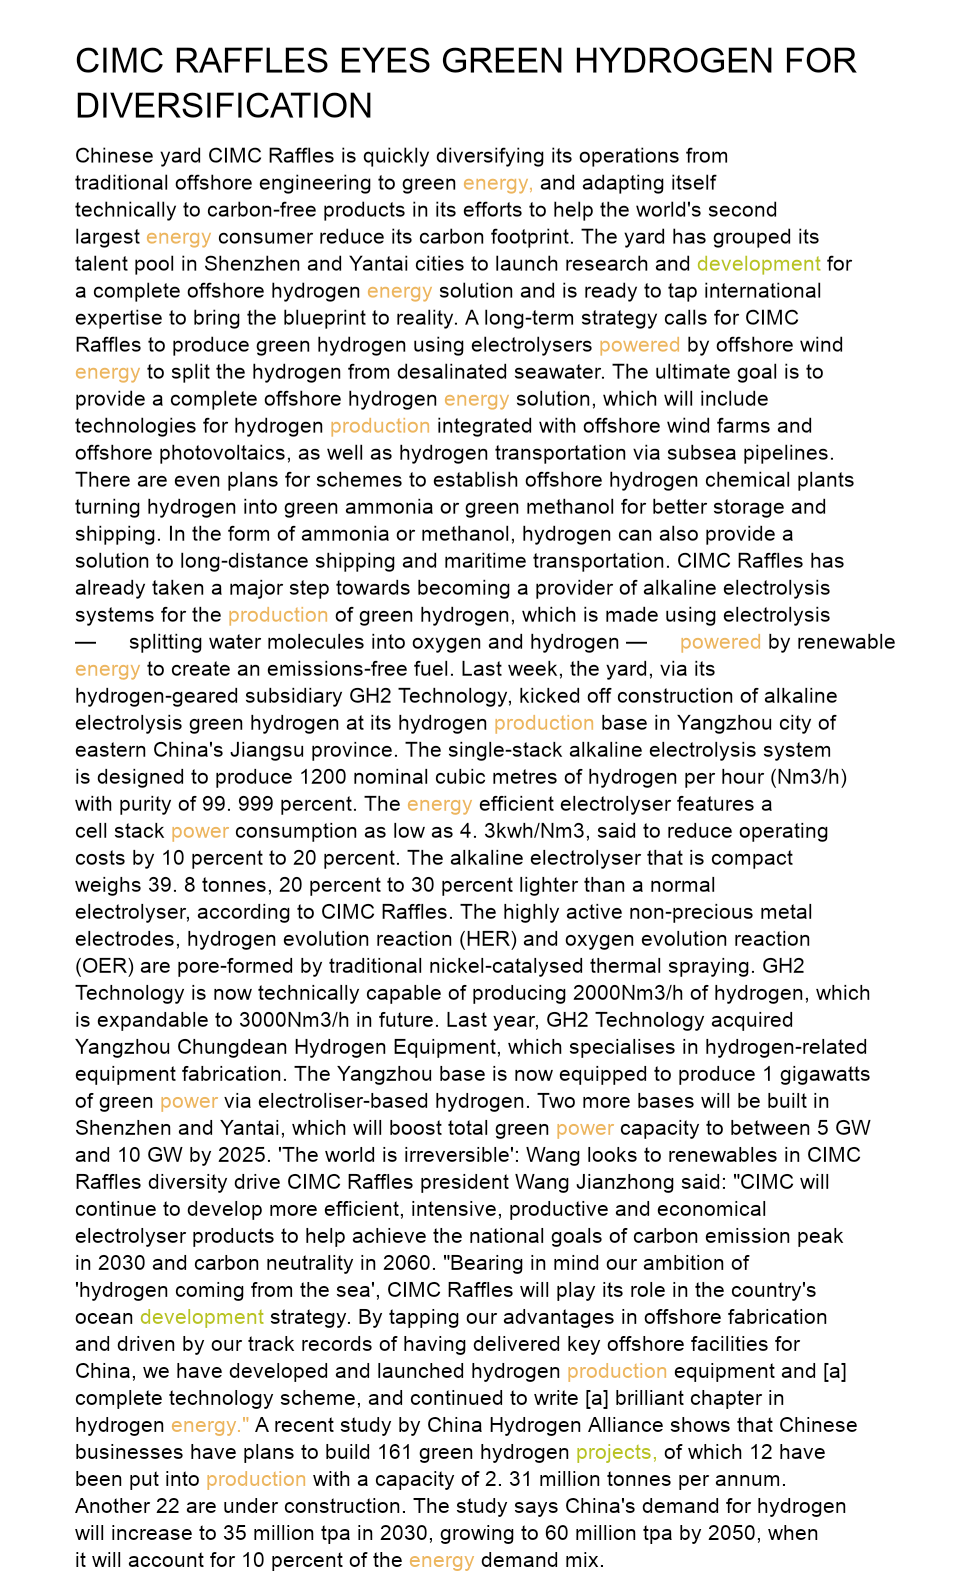 CIMC RAFFLES EYES GREEN HYDROGEN FOR
DIVERSIFICATION
Chinese yard CIMC Raffles is quickly diversifying its operations from
traditional offshore engineering to green energy, and adapting itself
technically to carbon-free products in its efforts to help the world's second
largest energy consumer reduce its carbon footprint. The yard has grouped its
talent pool in Shenzhen and Yantai cities to launch research and development for
a complete offshore hydrogen energy solution and is ready to tap international
expertise to bring the blueprint to reality. A long-term strategy calls for CIMC
Raffles to produce green hydrogen using electrolysers powered by offshore wind
energy to split the hydrogen from desalinated seawater. The ultimate goal is to
provide a complete offshore hydrogen energy solution, which will include
technologies for hydrogen production integrated with offshore wind farms and
offshore photovoltaics, as well as hydrogen transportation via subsea pipelines.
There are even plans for schemes to establish offshore hydrogen chemical plants
turning hydrogen into green ammonia or green methanol for better storage and
shipping. In the form of ammonia or methanol, hydrogen can also provide a
solution to long-distance shipping and maritime transportation. CIMC Raffles has
already taken a major step towards becoming a provider of alkaline electrolysis
systems for the production of green hydrogen, which is made using electrolysis
— splitting water molecules into oxygen and hydrogen — powered by renewable
energy to create an emissions-free fuel. Last week, the yard, via its
hydrogen-geared subsidiary GH2 Technology, kicked off construction of alkaline
electrolysis green hydrogen at its hydrogen production base in Yangzhou city of
eastern China's Jiangsu province. The single-stack alkaline electrolysis system
is designed to produce 1200 nominal cubic metres of hydrogen per hour (Nm3/h)
with purity of 99. 999 percent. The energy efficient electrolyser features a
cell stack power consumption as low as 4. 3kwh/Nm3, said to reduce operating
costs by 10 percent to 20 percent. The alkaline electrolyser that is compact
weighs 39. 8 tonnes, 20 percent to 30 percent lighter than a normal
electrolyser, according to CIMC Raffles. The highly active non-precious metal
electrodes, hydrogen evolution reaction (HER) and oxygen evolution reaction
(OER) are pore-formed by traditional nickel-catalysed thermal spraying. GH2
Technology is now technically capable of producing 2000Nm3/h of hydrogen, which
is expandable to 3000Nm3/h in future. Last year, GH2 Technology acquired
Yangzhou Chungdean Hydrogen Equipment, which specialises in hydrogen-related
equipment fabrication. The Yangzhou base is now equipped to produce 1 gigawatts
of green power via electroliser-based hydrogen. Two more bases will be built in
Shenzhen and Yantai, which will boost total green power capacity to between 5 GW
and 10 GW by 2025. 'The world is irreversible': Wang looks to renewables in CIMC
Raffles diversity drive CIMC Raffles president Wang Jianzhong said: "CIMC will
continue to develop more efficient, intensive, productive and economical
electrolyser products to help achieve the national goals of carbon emission peak
in 2030 and carbon neutrality in 2060. "Bearing in mind our ambition of
'hydrogen coming from the sea', CIMC Raffles will play its role in the country's
ocean development strategy. By tapping our advantages in offshore fabrication
and driven by our track records of having delivered key offshore facilities for
China, we have developed and launched hydrogen production equipment and [a]
complete technology scheme, and continued to write [a] brilliant chapter in
hydrogen energy." A recent study by China Hydrogen Alliance shows that Chinese
businesses have plans to build 161 green hydrogen projects, of which 12 have
been put into production with a capacity of 2. 31 million tonnes per annum.
Another 22 are under construction. The study says China's demand for hydrogen
will increase to 35 million tpa in 2030, growing to 60 million tpa by 2050, when
it will account for 10 percent of the energy demand mix.